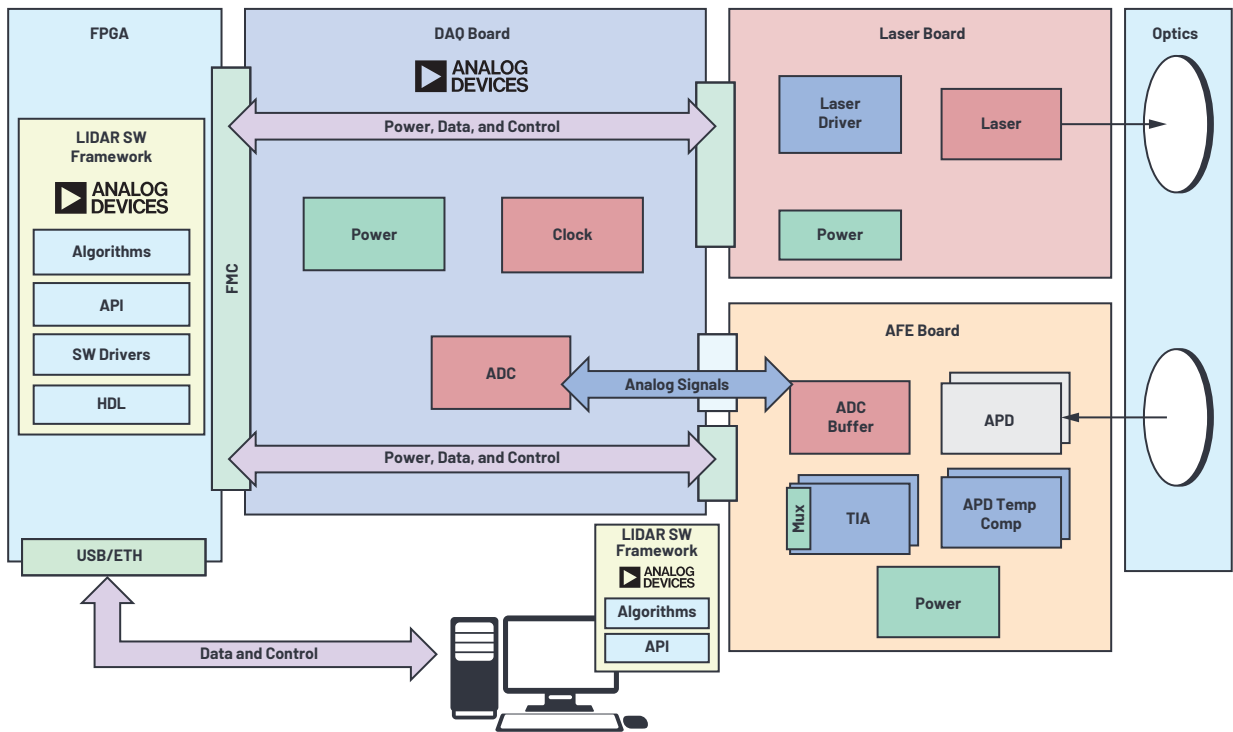 FPGA
LIDAR SW
Framework
ANALOG
DEVICES
Algorithms
API
SW Drivers
HDL
USB/ETH
FMC
DAQ Board
ANALOG
DEVICES
Power, Data, and Control
Power
Clock
ADC
Analog Signals
Power, Data, and Control
Laser Board
Laser
Driver
Laser
Power
AFE Board
ADC
Buffer
APD
Mux
TIA
APD Temp
Comp
Power
Optics
Data and Control
LIDAR SW
Framework
ANALOG
DEVICES
Algorithms
API